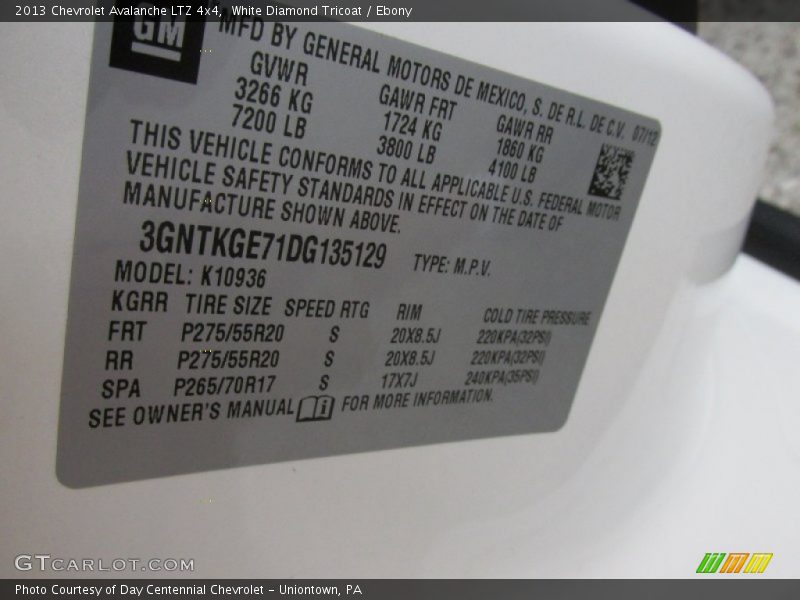 2013 Chevrolet Avalanche LTZ 4x4, White Diamond Tricoat / Ebony
GM
MFD BY GENERAL MOTORS DE MEXICO, S. DE R.L. DE C.V. 07/12
GVWR GAWR FRT GAWR RR
3266 KG 1724 KG 1860 KG
7200 LB 3800 LB 4100 LB
THIS VEHICLE CONFORMS TO ALL APPLICABLE U.S. FEDERAL MOTOR
VEHICLE SAFETY STANDARDS IN EFFECT ON THE DATE OF
MANUFACTURE SHOWN ABOVE.
3GNTKGE71DG135129 TYPE: M.P.V.
MODEL: K10936
KGRR TIRE SIZE SPEED RTG RIM COLD TIRE PRESSURE
FRT P275/55R20 S 20X8.5J 220KPA(32PSI)
RR P275/55R20 S 20X8.5J 220KPA(32PSI)
SPA P265/70R17 S 17X7J 240KPA(35PSI)
SEE OWNER'S MANUAL i FOR MORE INFORMATION.
GTCARLOT.COM
Photo Courtesy of Day Centennial Chevrolet - Uniontown, PA